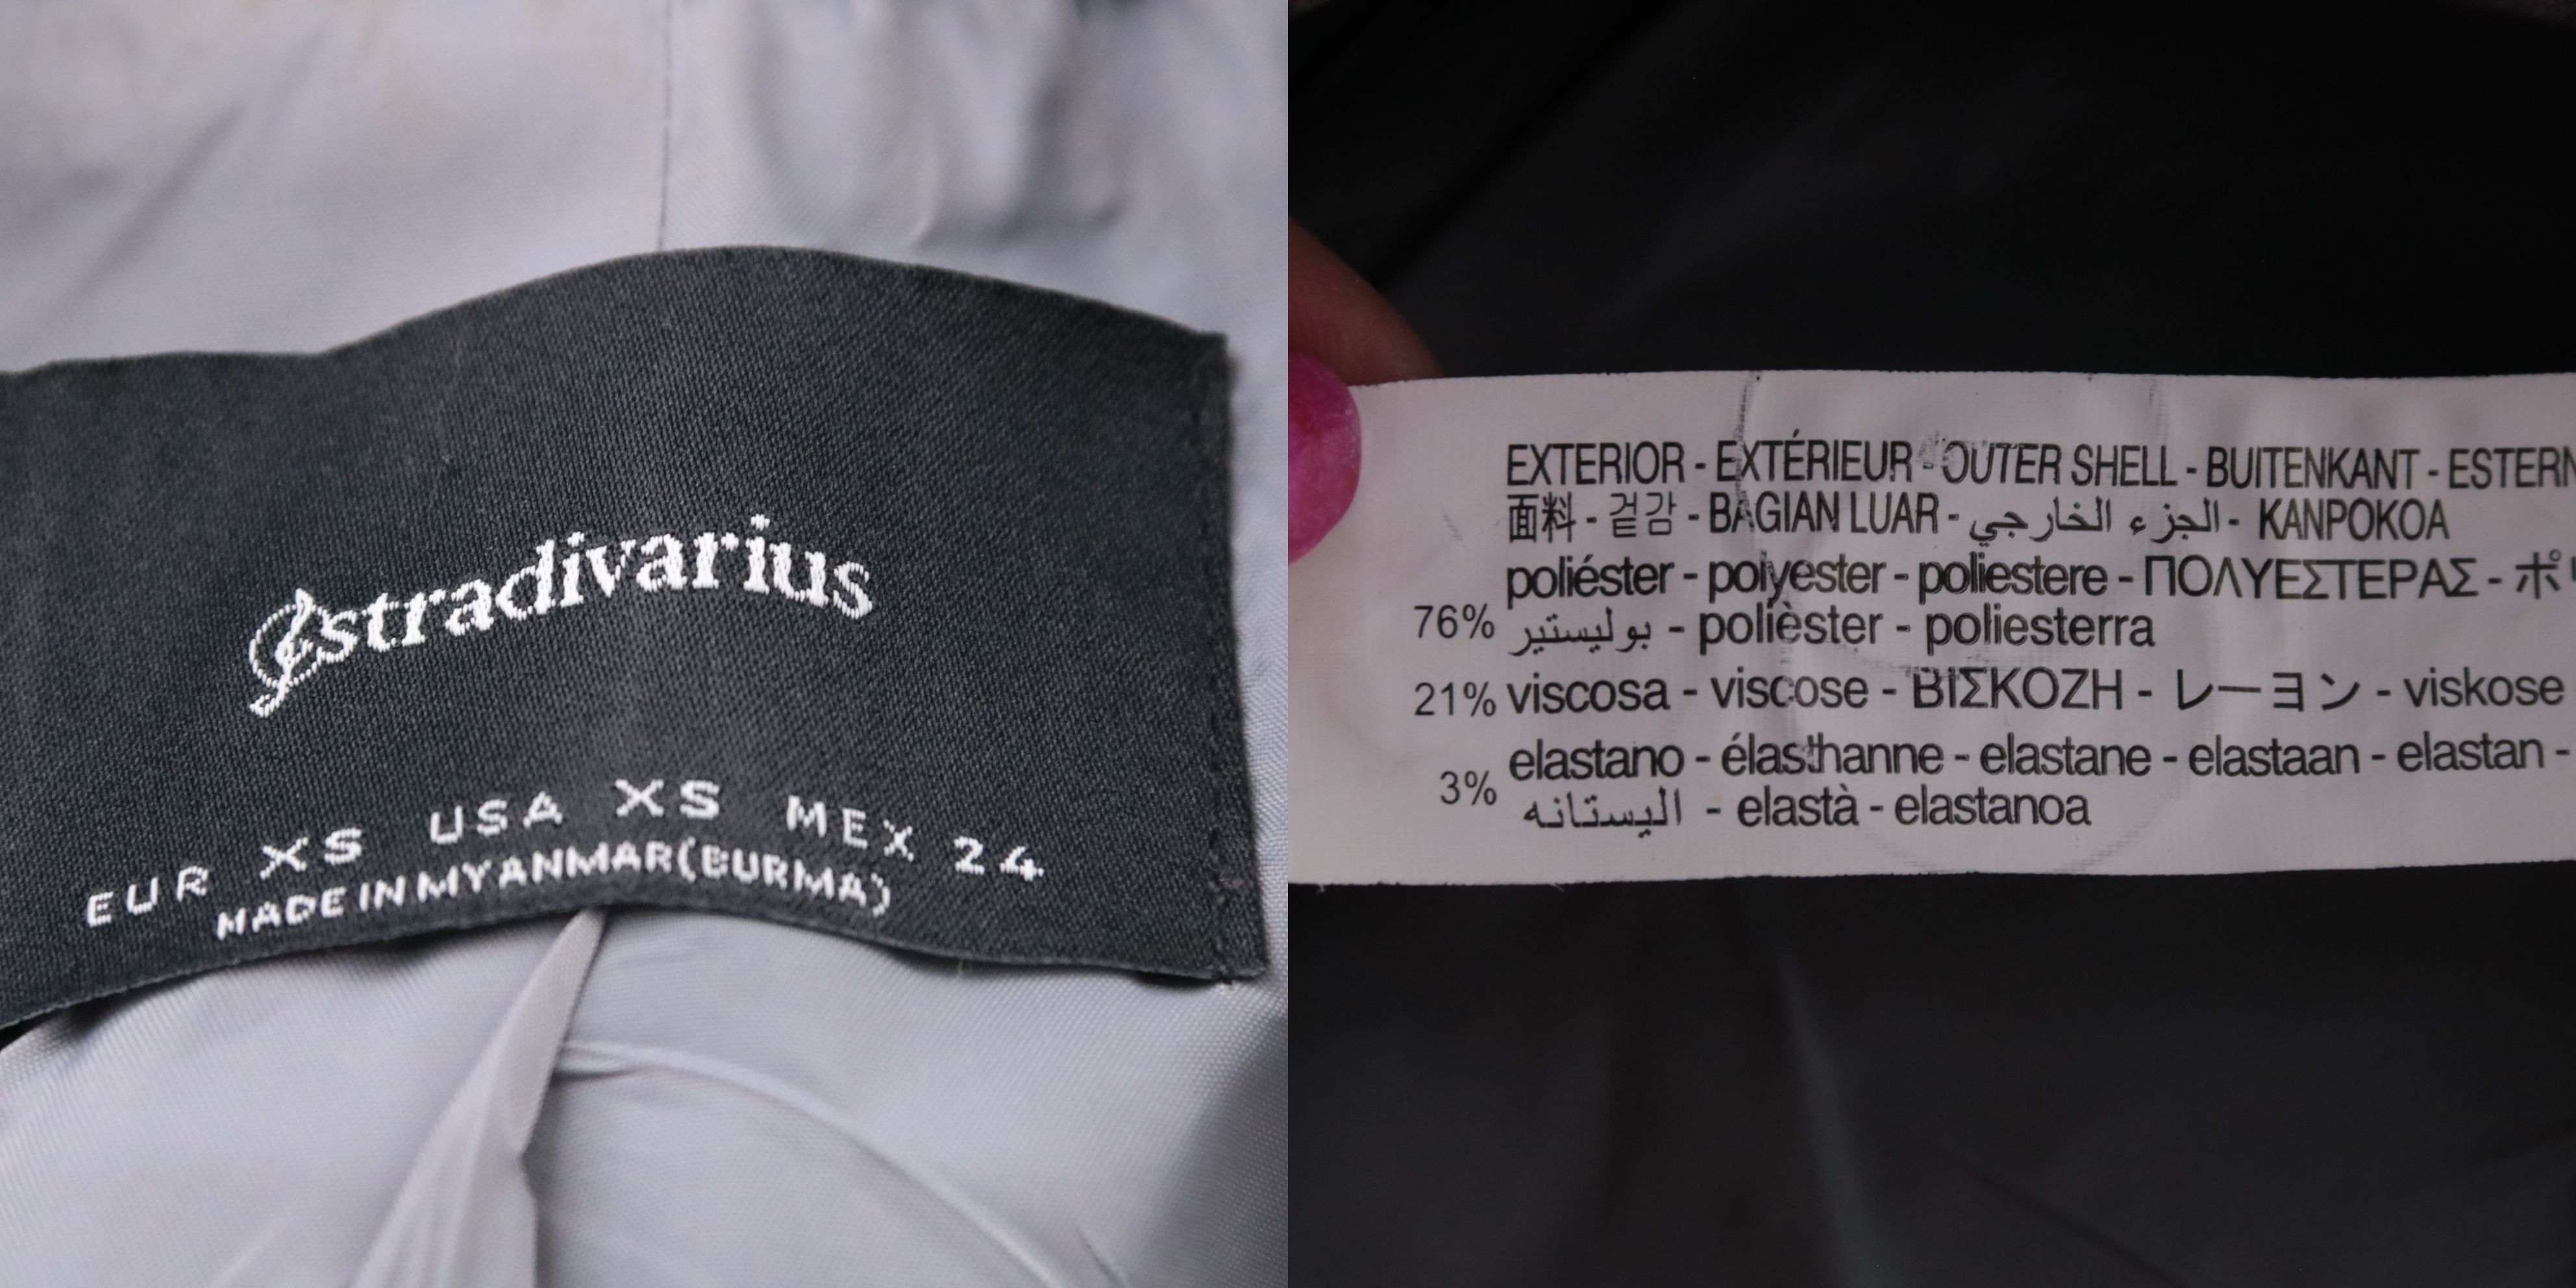 Estradivarius
EUR XS USA XS MEX 24
MADE IN MYANMAR(BURMA)
EXTERIOR - EXTÉRIEUR - OUTER SHELL - BUITENKANT - ESTERN
面料 - 겉감 - BAGIAN LUAR - الجزء الخارجي - KANPOKOA
poliéster - polyester - poliestere - ΠΟΛΥΕΣΤΕΡΑΣ - ポ
76% بوليستير - polièster - poliesterra
21% viscosa - viscose - ΒΙΣΚΟΖΗ - レーヨン - viskose
elastano - élasthanne - elastane - elastaan - elastan -
3% اليستانه - elastà - elastanoa